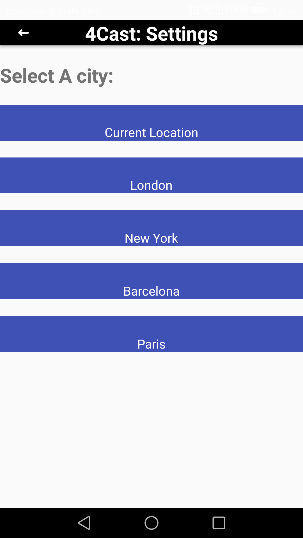 4Cast: Settings
Select A city:
Current Location
London
New York
Barcelona
Paris